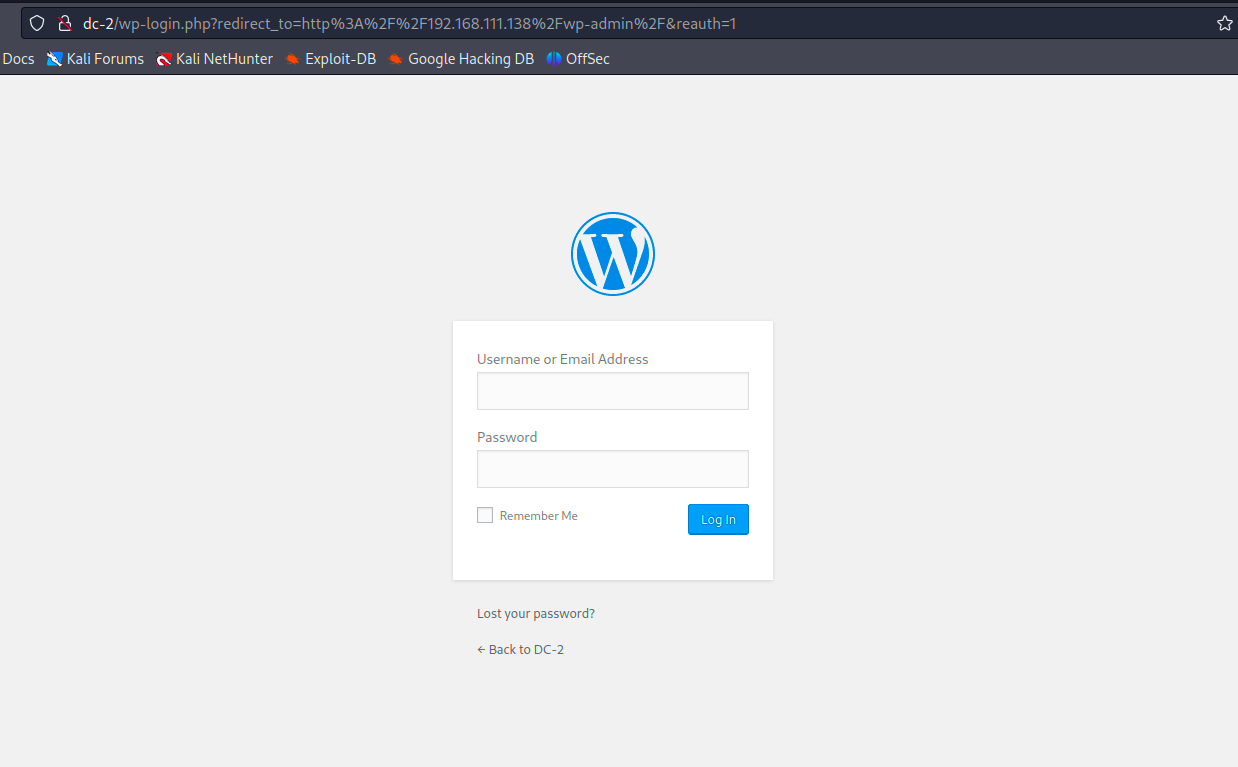 dc-2/wp-login.php?redirect_to=http%3A%2F%2F192.168.111.138%2Fwp-admin%2F&reauth=1
Docs Kali Forums Kali NetHunter Exploit-DB Google Hacking DB OffSec
Username or Email Address
Password
Remember Me Log In
Lost your password?
← Back to DC-2